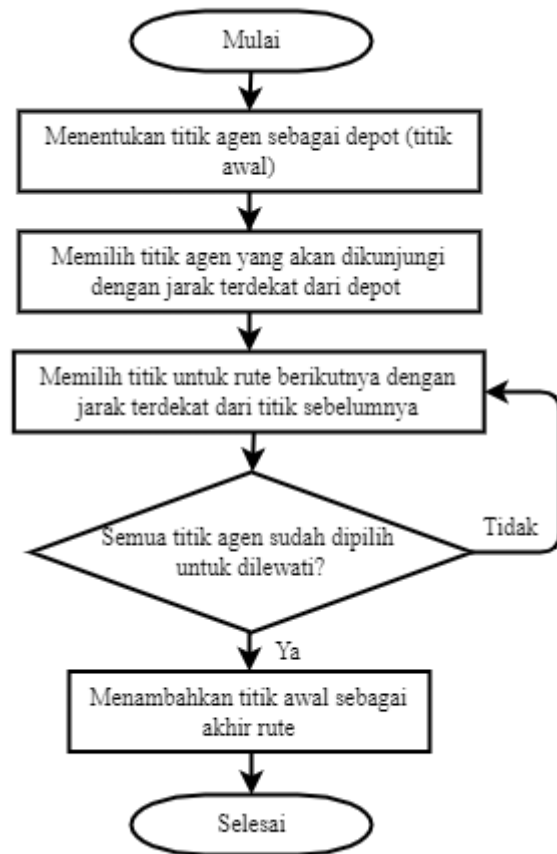 Mulai
Menentukan titik agen sebagai depot (titik
awal)
Memilih titik agen yang akan dikunjungi
dengan jarak terdekat dari depot
Memilih titik untuk rute berikutnya dengan
jarak terdekat dari titik sebelumnya
Semua titik agen sudah dipilih
untuk dilewati?
Tidak
Ya
Menambahkan titik awal sebagai
akhir rute
Selesai